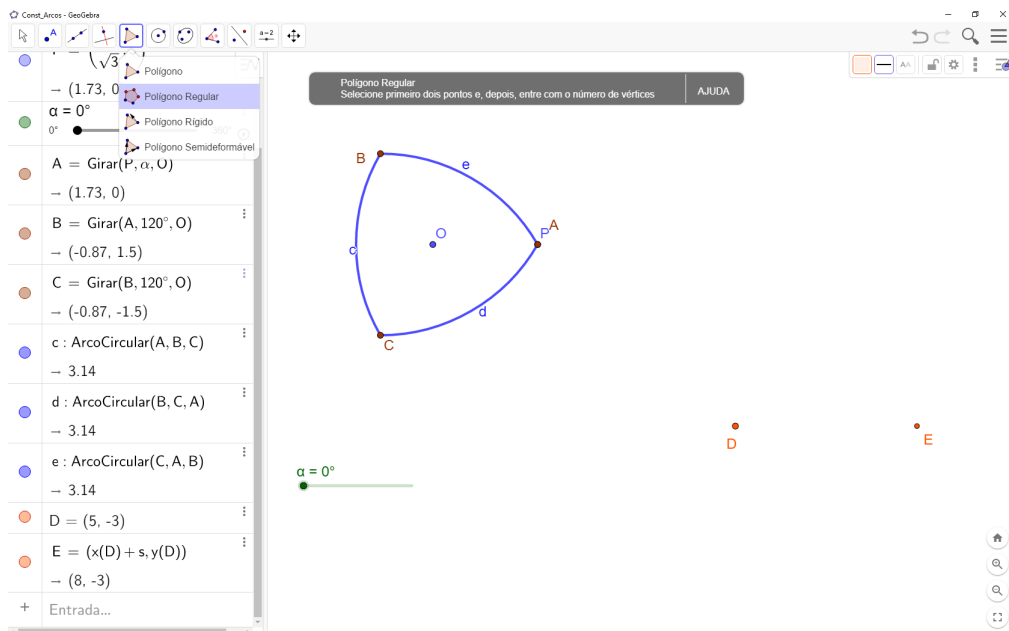 Const_Arcos - GeoGebra
A
a=2
(√3
→ (1.73, 0
α = 0°
0°
360°
Polígono
Polígono Regular
Polígono Rígido
Polígono Semideformável
A = Girar(P, α, O)
→ (1.73, 0)
B = Girar(A, 120°, O)
→ (-0.87, 1.5)
C = Girar(B, 120°, O)
→ (-0.87, -1.5)
c : ArcoCircular(A, B, C)
→ 3.14
d : ArcoCircular(B, C, A)
→ 3.14
e : ArcoCircular(C, A, B)
→ 3.14
D = (5, -3)
E = (x(D) + s, y(D))
→ (8, -3)
+ Entrada...
Polígono Regular
Selecione primeiro dois pontos e, depois, entre com o número de vértices
AJUDA
AA
B
e
O
P
A
c
d
C
D
E
α = 0°